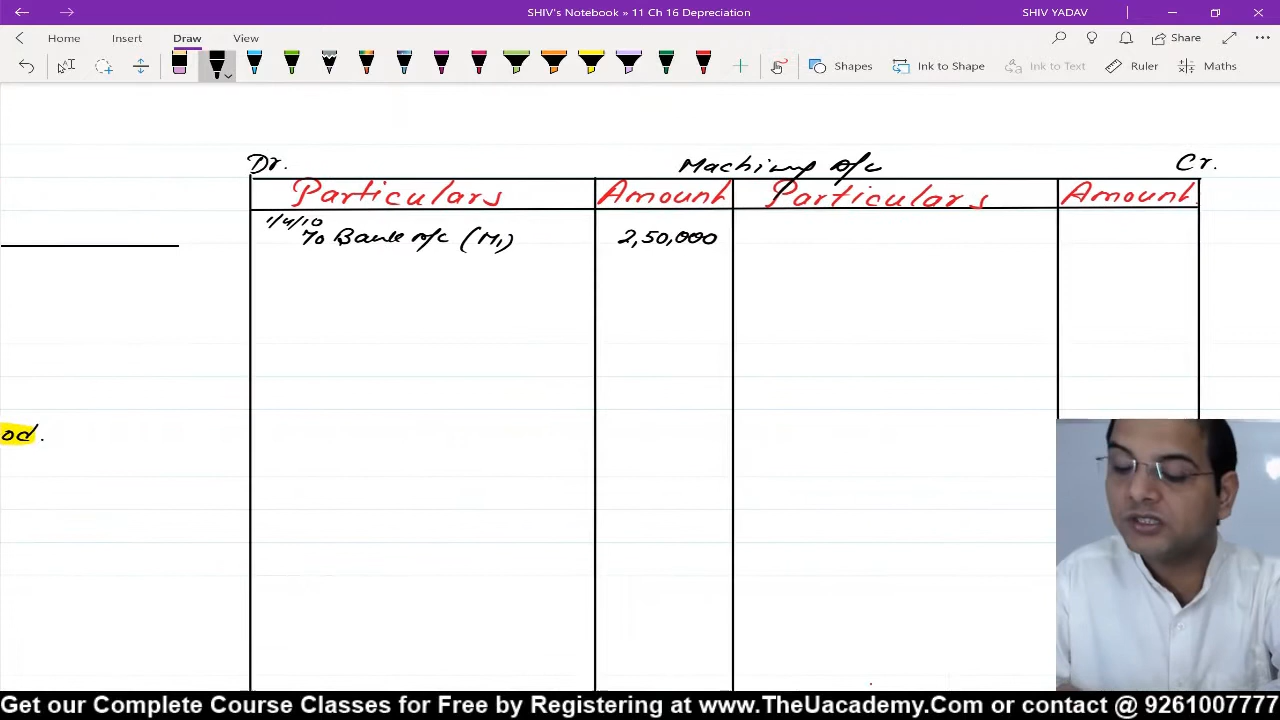 SHIV's Notebook » 11 Ch 16 Depreciation
SHIV YADAV
Home Insert Draw View
Share
Shapes
Ink to Shape
Ink to Text
Ruler
Maths
Dr. Machinery A/c Cr.
Particulars Amount Particulars Amount
1/4/10
To Bank A/c (M1) 2,50,000
od.
Get our Complete Course Classes for Free by Registering at www.TheUacademy.Com or contact @ 9261007777